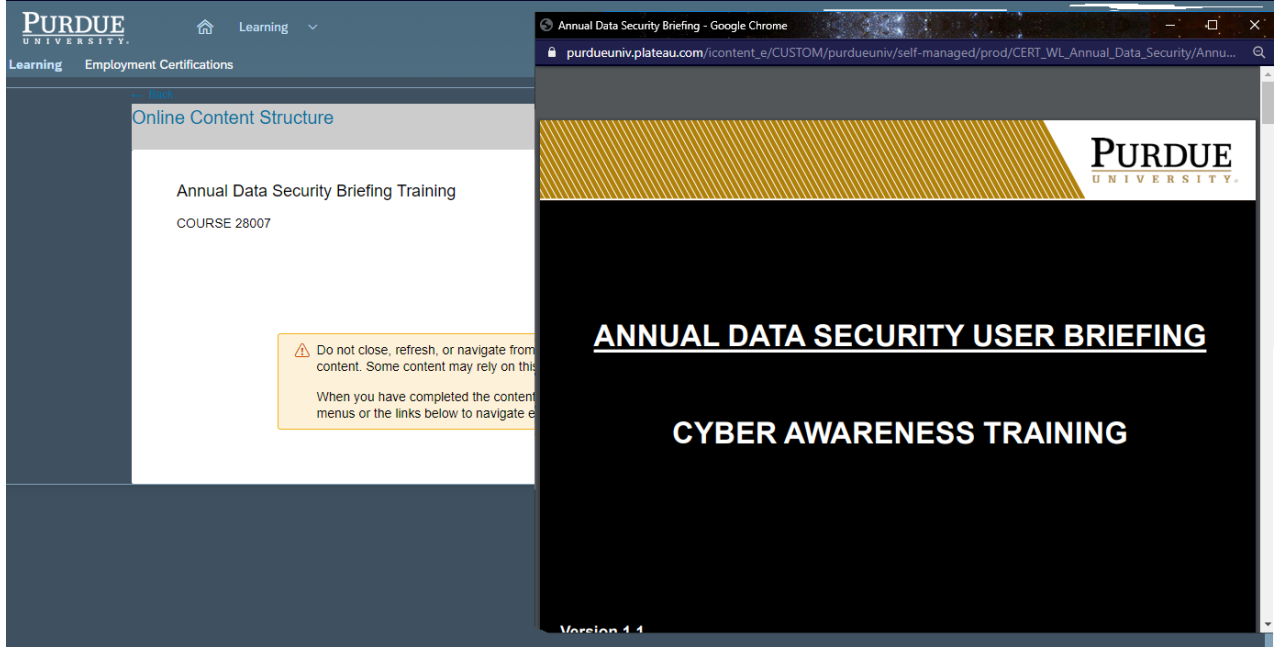 PURDUE
UNIVERSITY.
Learning
Learning
Employment Certifications
← Back
Online Content Structure
Annual Data Security Briefing Training
COURSE 28007
Do not close, refresh, or navigate from
content. Some content may rely on this
When you have completed the content
menus or the links below to navigate e
Annual Data Security Briefing - Google Chrome
purdueuniv.plateau.com/icontent_e/CUSTOM/purdueuniv/self-managed/prod/CERT_WL_Annual_Data_Security/Annu...
PURDUE
UNIVERSITY.
ANNUAL DATA SECURITY USER BRIEFING
CYBER AWARENESS TRAINING
Version 1.1